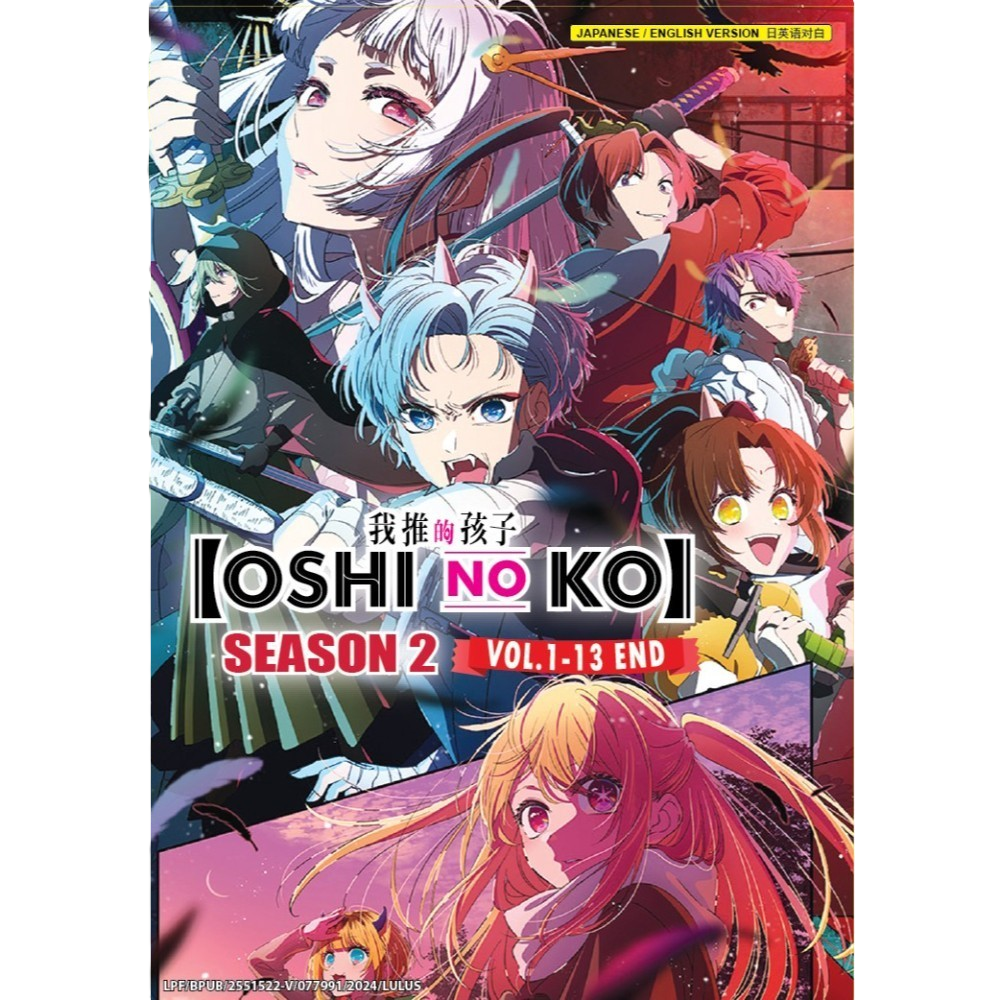 JAPANESE / ENGLISH VERSION 日英语对白
我推的孩子
【OSHI NO KO】
SEASON 2 VOL.1-13 END
LPF/BPUB/2551522-V/077991/2024/LULUS